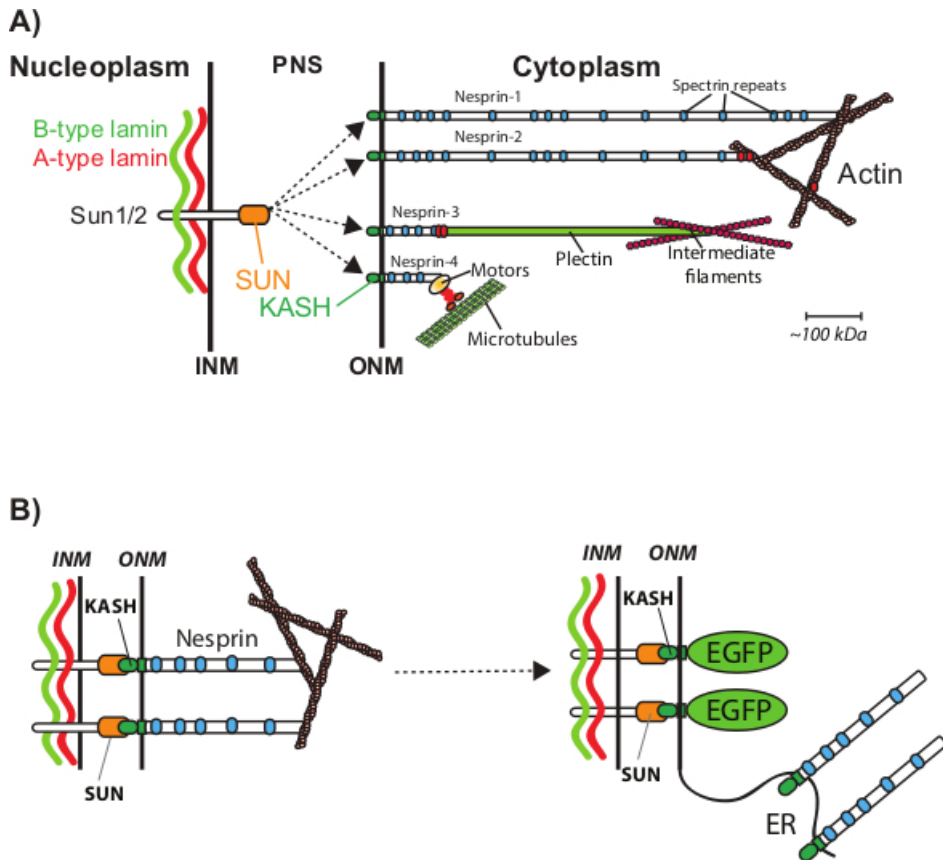 A)
Nucleoplasm
PNS
Cytoplasm
Nesprin-1
Spectrin repeats
B-type lamin
A-type lamin
Nesprin-2
Actin
Sun1/2
Nesprin-3
Plectin
Intermediate
filaments
SUN
KASH
Nesprin-4
Motors
Microtubules
~100 kDa
INM
ONM
B)
INM
ONM
KASH
Nesprin
SUN
INM
ONM
KASH
EGFP
EGFP
SUN
ER